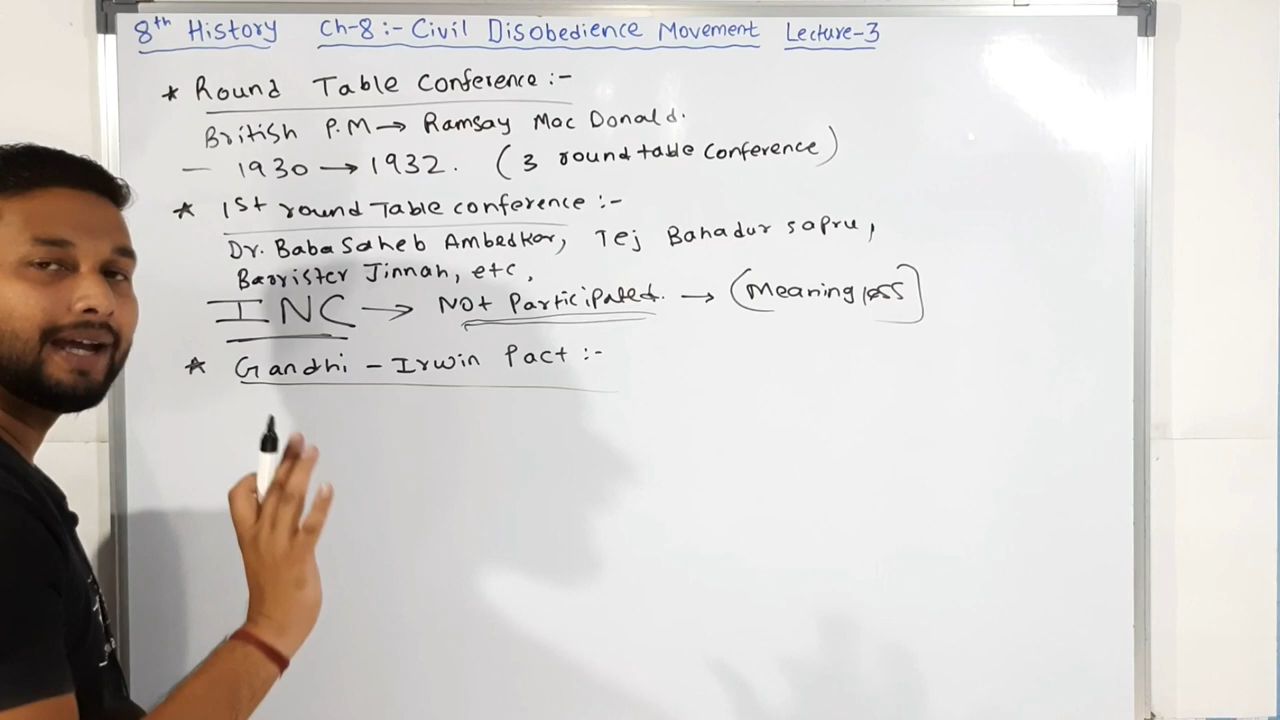 8th History Ch-8:- Civil Disobedience Movement Lecture-3
* Round Table Conference:-
British P.M → Ramsay Mac Donald.
— 1930 → 1932. (3 round table Conference)
* 1st round Table conference:-
Dr. Baba Saheb Ambedkar, Tej Bahadur sapru,
Barrister Jinnah, etc,
INC → Not Participated. → (Meaningless)
* Gandhi - Irwin Pact :-